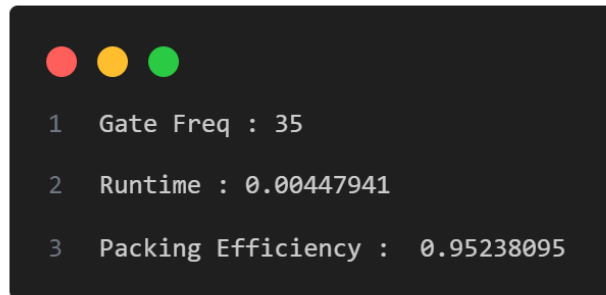 1 Gate Freq : 35
2 Runtime : 0.00447941
3 Packing Efficiency :  0.95238095